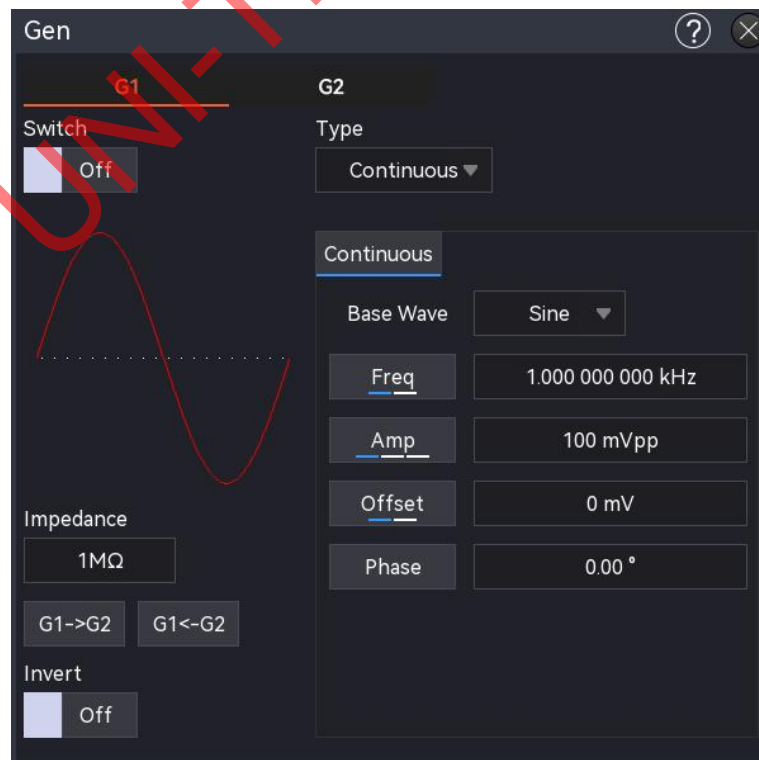 Gen
?
G1 G2
Switch Type
Off Continuous
Continuous
Base Wave Sine
Freq 1.000 000 000 kHz
Amp 100 mVpp
Offset 0 mV
Impedance
1MΩ Phase 0.00 °
G1->G2 G1<-G2
Invert
Off
UNI-T